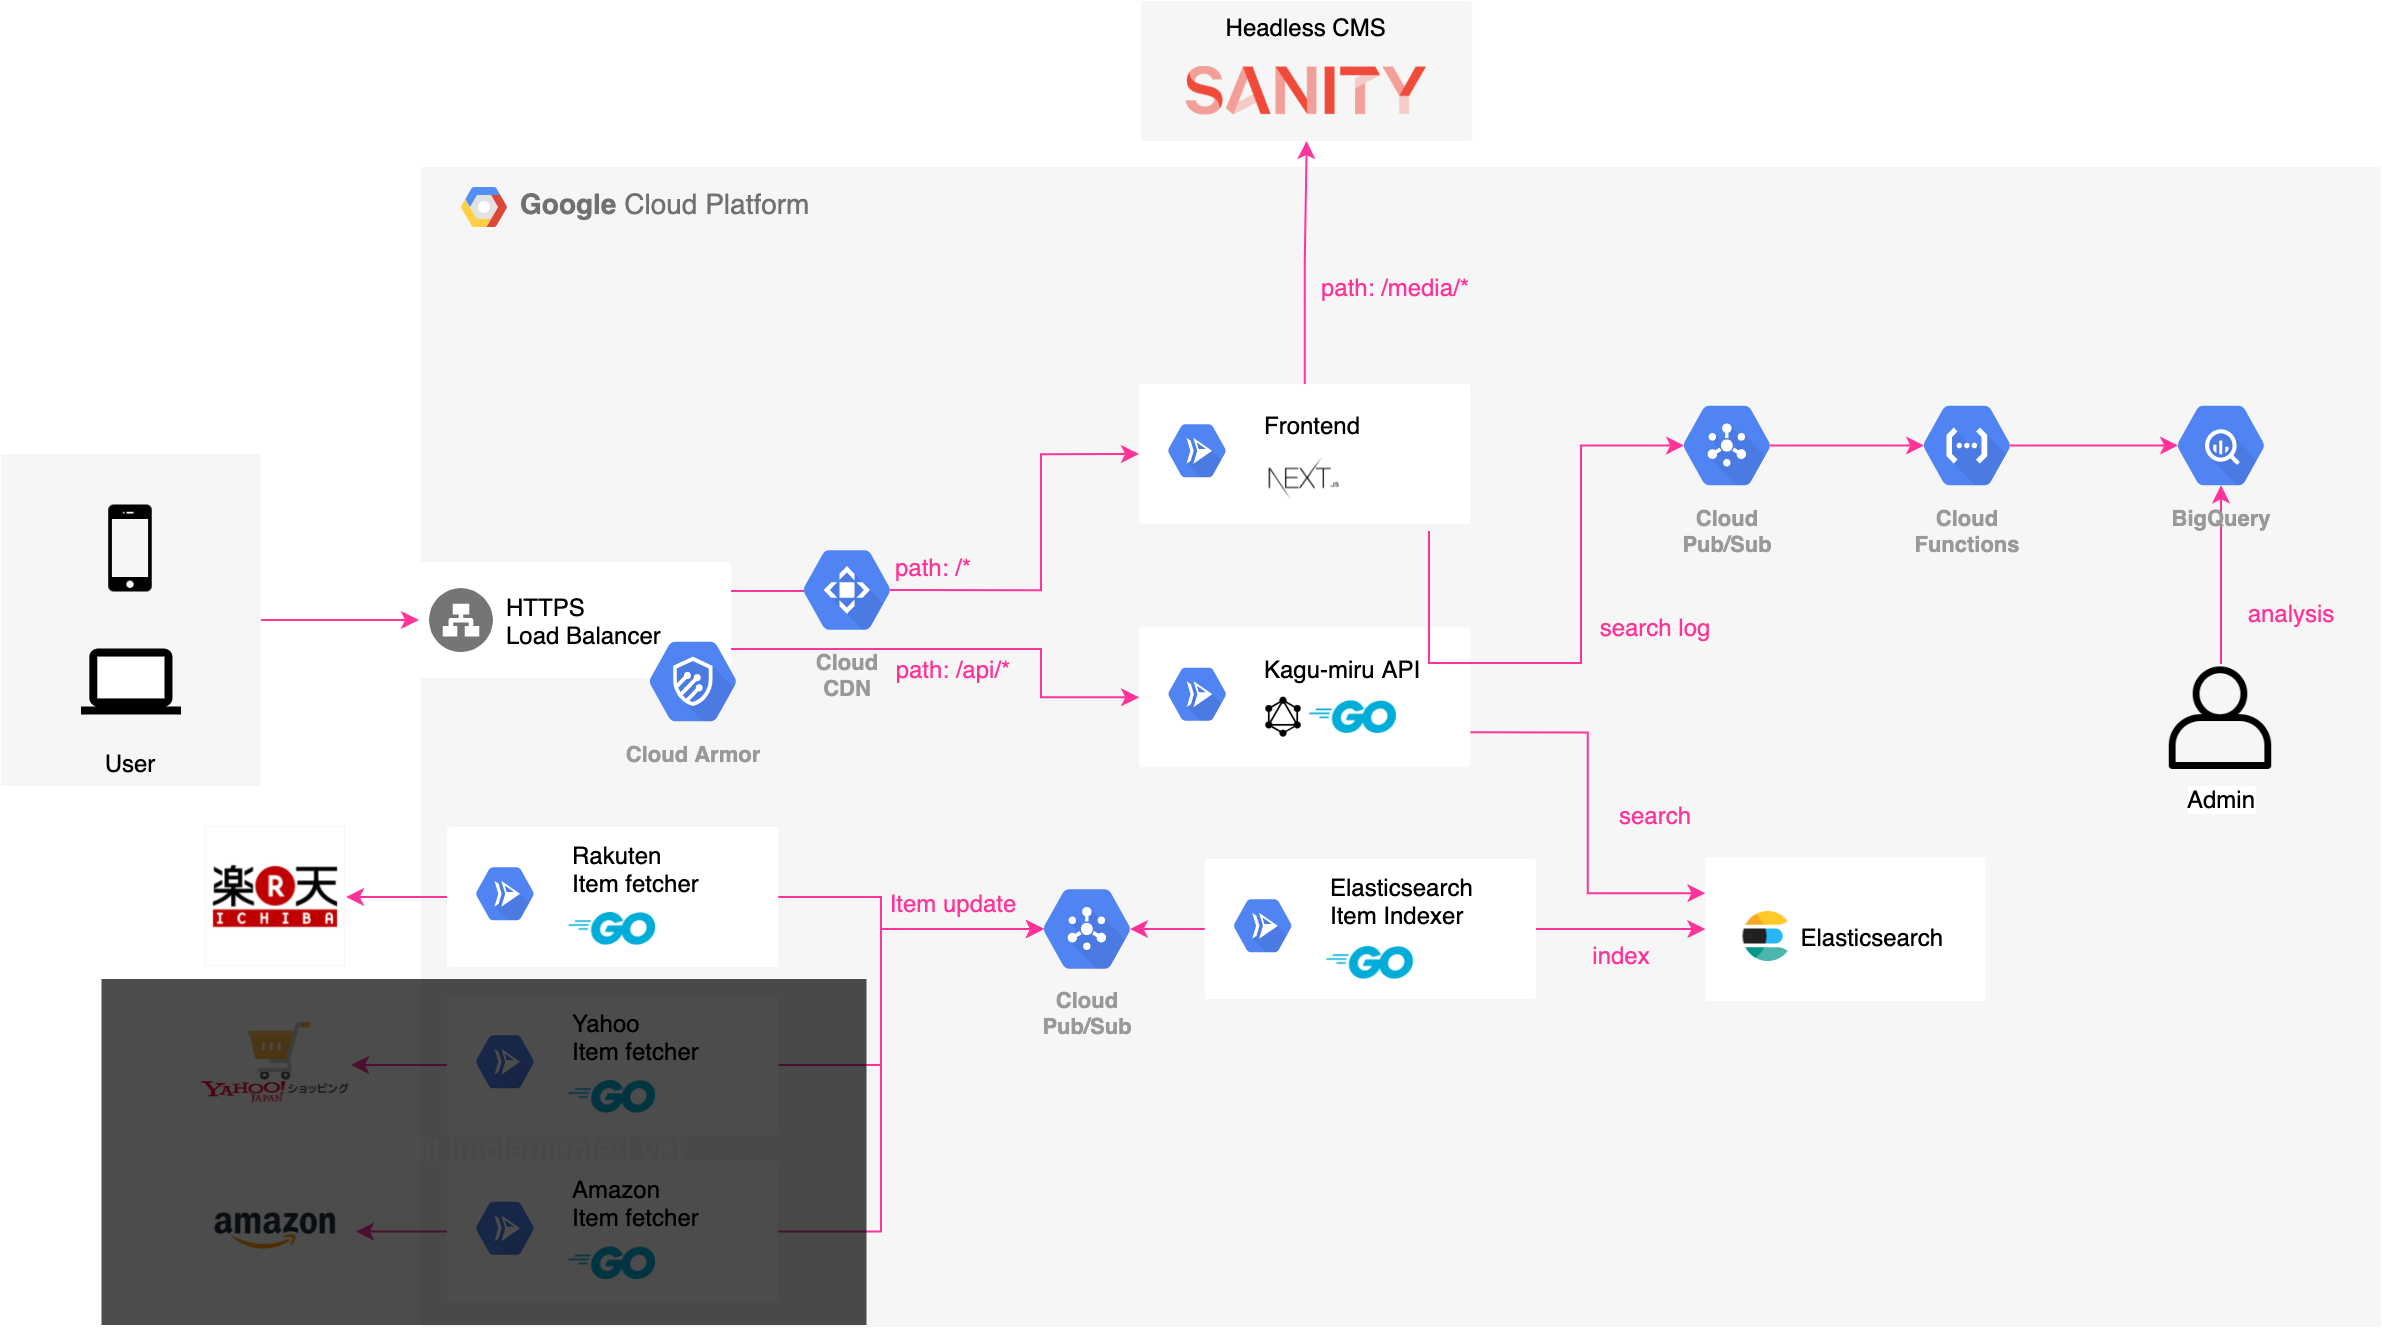 Headless CMS
SANITY
Google Cloud Platform
path: /media/*
Frontend
NEXT.JS
Cloud
Pub/Sub
Cloud
Functions
BigQuery
path: /*
HTTPS
Load Balancer
Cloud
CDN
path: /api/*
Cloud Armor
User
Kagu-miru API
GO
search log
analysis
Admin
search
楽R天
ICHIBA
Rakuten
Item fetcher
GO
Item update
Cloud
Pub/Sub
Elasticsearch
Item Indexer
GO
index
Elasticsearch
YAHOO!ショッピング
JAPAN
Yahoo
Item fetcher
GO
implemented yet
amazon
Amazon
Item fetcher
GO